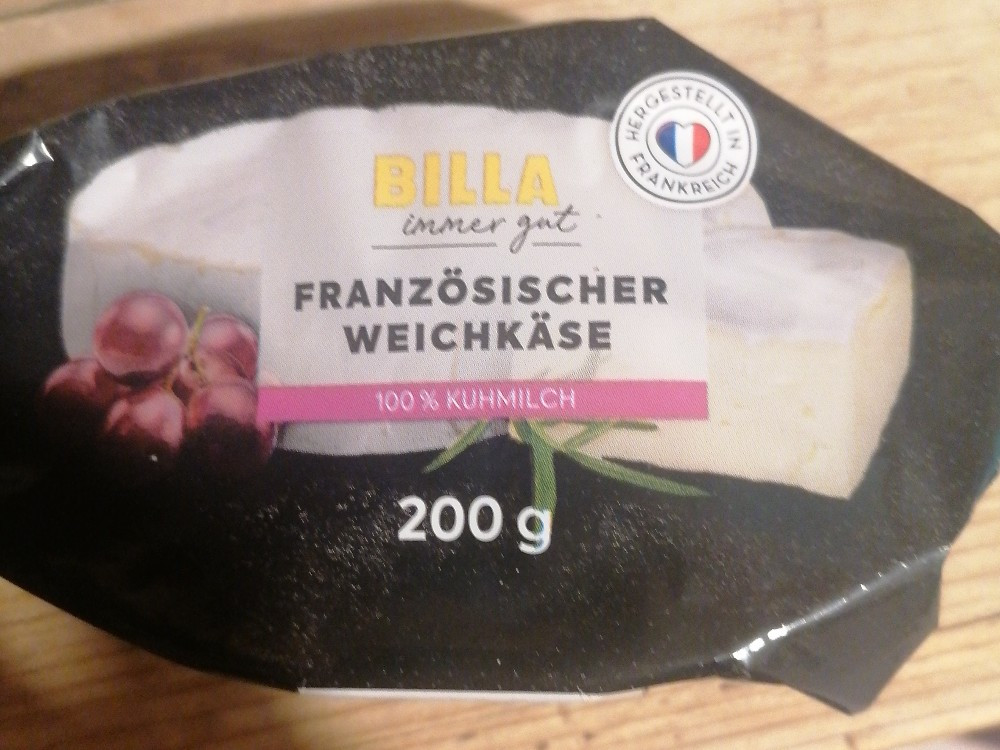 HERGESTELLT IN
FRANKREICH
BILLA
immer gut
FRANZÖSISCHER
WEICHKÄSE
100 % KUHMILCH
200 g